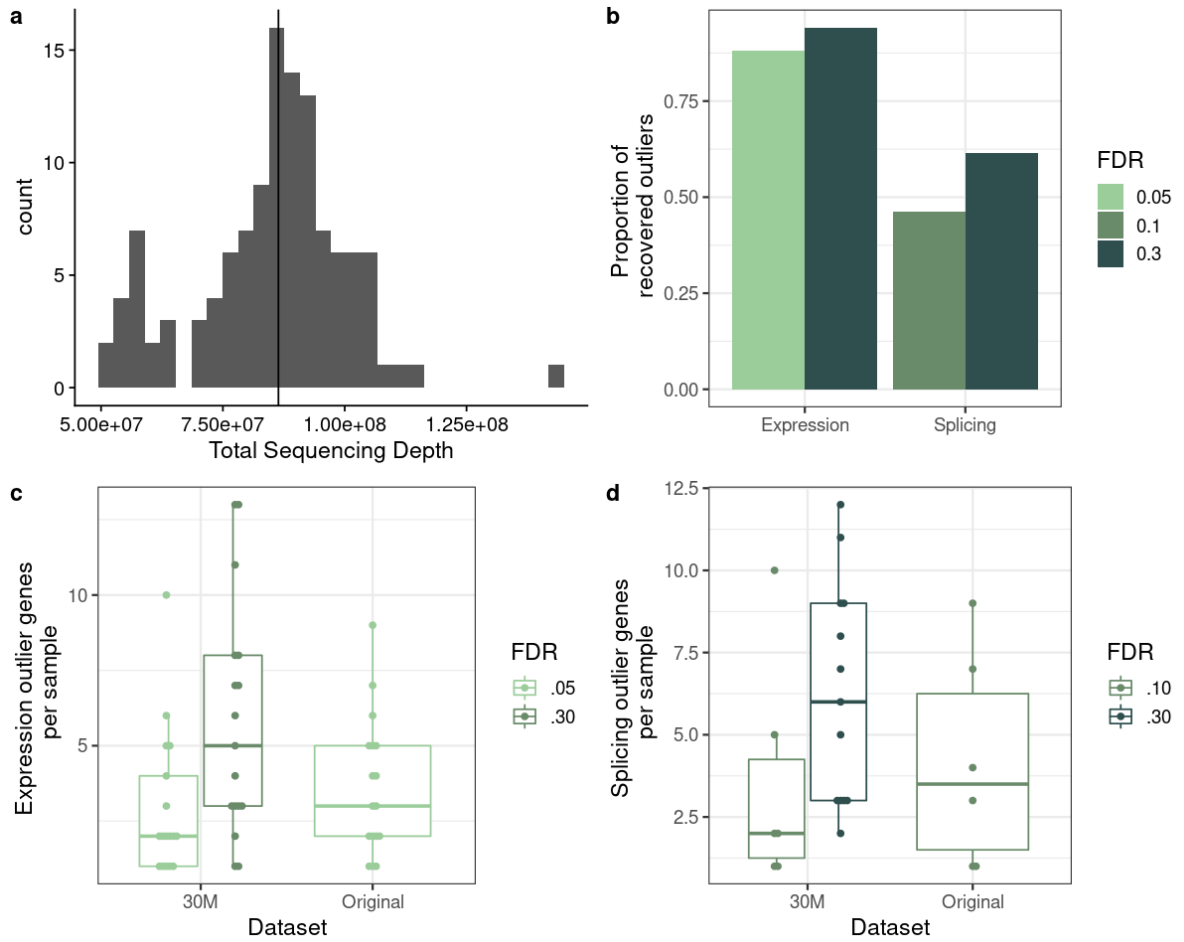 a
15
10
5
0
count
5.00e+07
7.50e+07
1.00e+08
1.25e+08
Total Sequencing Depth
b
0.75
0.50
0.25
0.00
Proportion of
recovered outliers
Expression
Splicing
FDR
0.05
0.1
0.3
c
10
5
Expression outlier genes
per sample
30M
Original
Dataset
FDR
.05
.30
d
12.5
10.0
7.5
5.0
2.5
Splicing outlier genes
per sample
30M
Original
Dataset
FDR
.10
.30